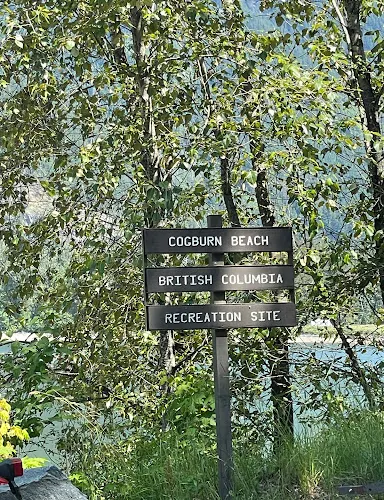 COGBURN BEACH
BRITISH COLUMBIA
RECREATION SITE